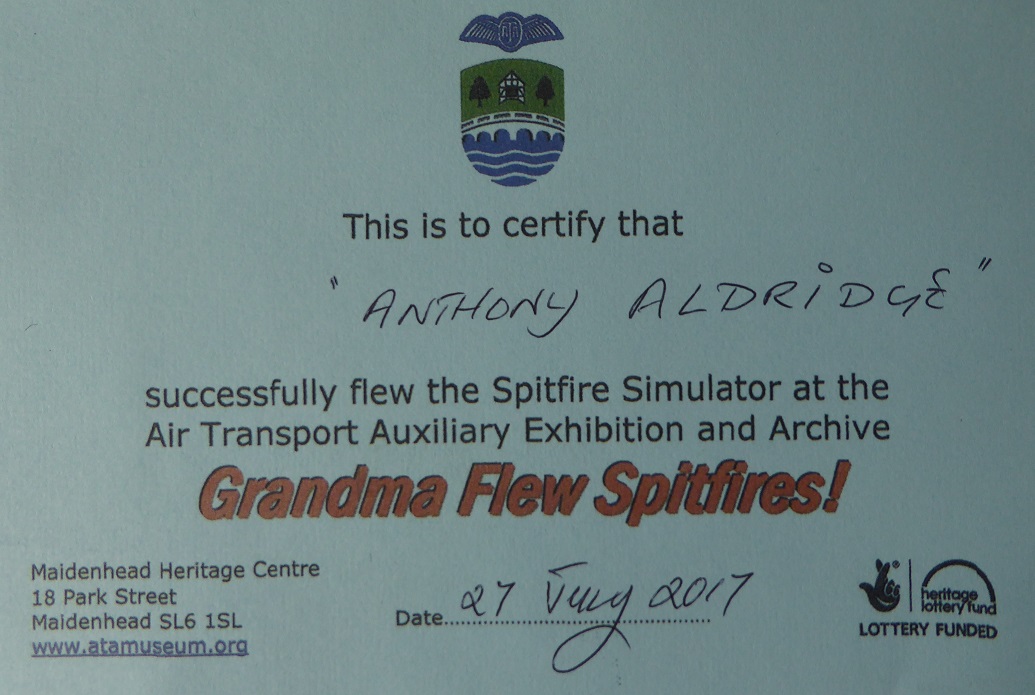 ATA
This is to certify that
"ANTHONY ALDRIDGE"
successfully flew the Spitfire Simulator at the
Air Transport Auxiliary Exhibition and Archive
Grandma Flew Spitfires!
Maidenhead Heritage Centre
18 Park Street
Maidenhead SL6 1SL
www.atamuseum.org
Date 27 July 2017
heritage
lottery fund
LOTTERY FUNDED